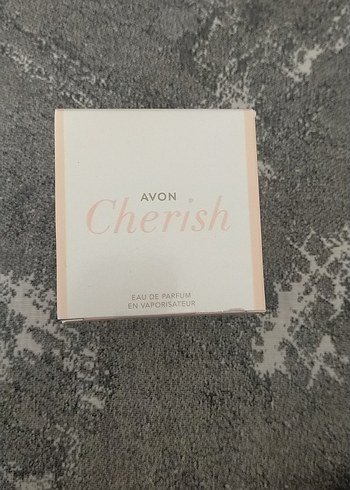 AVON
Cherish
EAU DE PARFUM
EN VAPORISATEUR